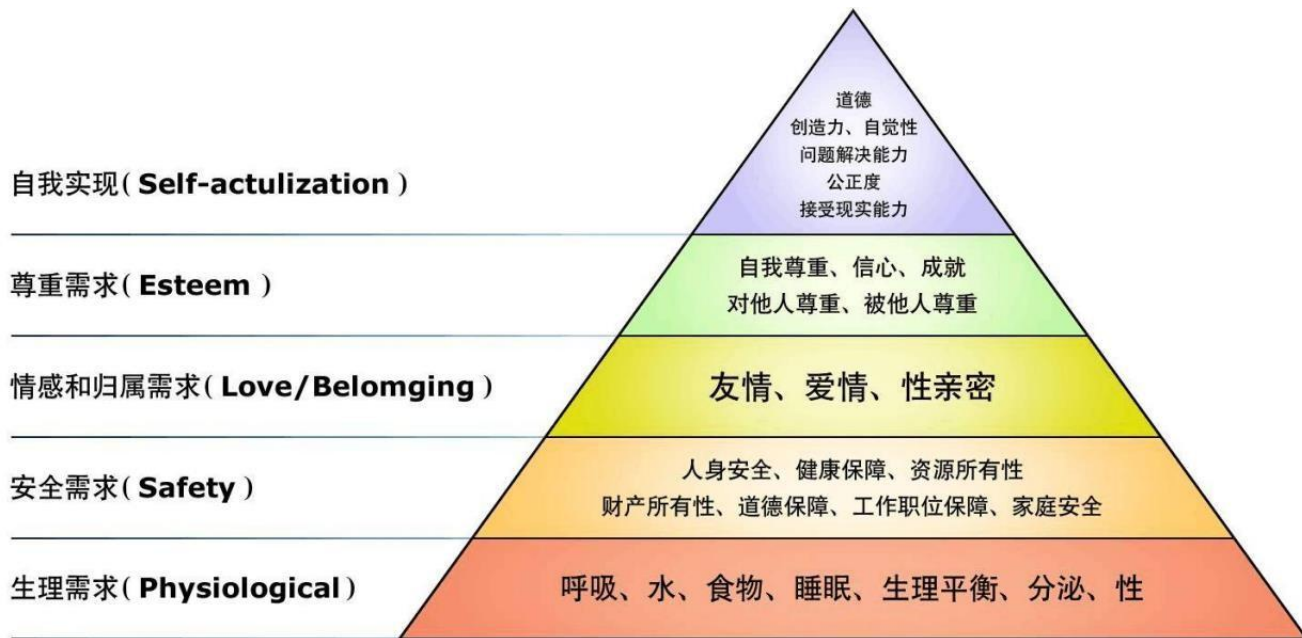 道德
创造力、自觉性
问题解决能力
公正度
接受现实能力
自我实现( Self-actulization )
自我尊重、信心、成就
对他人尊重、被他人尊重
尊重需求( Esteem )
友情、爱情、性亲密
情感和归属需求( Love/Belomging )
人身安全、健康保障、资源所有性
财产所有性、道德保障、工作职位保障、家庭安全
安全需求( Safety )
呼吸、水、食物、睡眠、生理平衡、分泌、性
生理需求( Physiological )